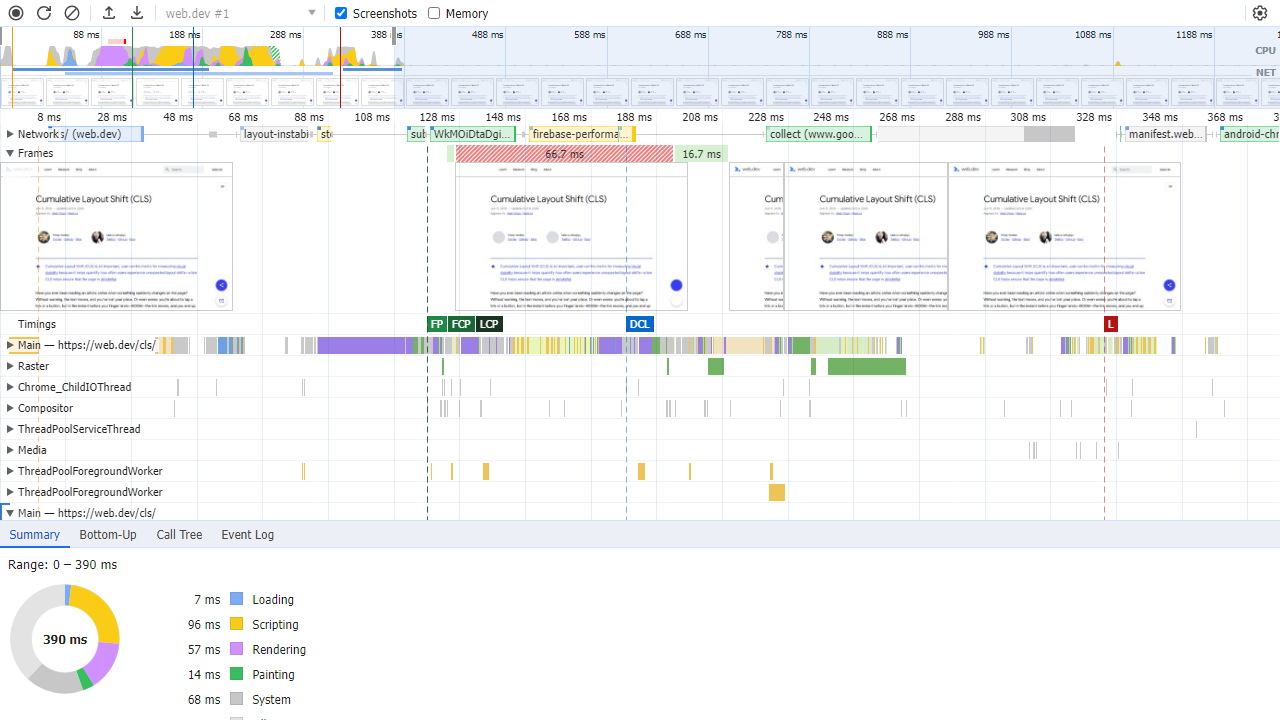 web.dev #1 Screenshots Memory
88 ms 188 ms 288 ms 388 ms 488 ms 588 ms 688 ms 788 ms 888 ms 988 ms 1088 ms 1188 ms
CPU
NET
8 ms 28 ms 48 ms 68 ms 88 ms 108 ms 128 ms 148 ms 168 ms 188 ms 208 ms 228 ms 248 ms 268 ms 288 ms 308 ms 328 ms 348 ms 368 ms
Network s/ (web.dev) layout-instabi WkMOiDtaDgi... firebase-performa... collect (www.goo... manifest.web... android-chr
Frames 66.7 ms 16.7 ms
Cumulative Layout Shift (CLS) Cumulative Layout Shift (CLS) Cumu Cumulative Layout Shift (CLS) Cumulative Layout Shift (CLS)
Timings FP FCP LCP DCL L
Main — https://web.dev/cls/
Raster
Chrome_ChildIOThread
Compositor
ThreadPoolServiceThread
Media
ThreadPoolForegroundWorker
ThreadPoolForegroundWorker
Main — https://web.dev/cls/
Summary Bottom-Up Call Tree Event Log
Range: 0 – 390 ms
390 ms
7 ms Loading
96 ms Scripting
57 ms Rendering
14 ms Painting
68 ms System